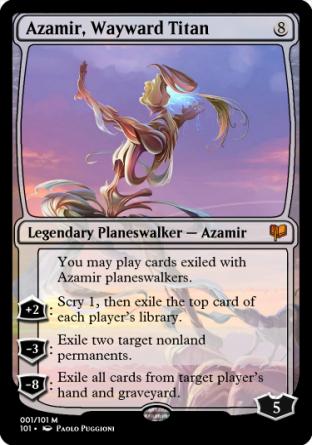 Azamir, Wayward Titan 8
Legendary Planeswalker — Azamir
You may play cards exiled with
Azamir planeswalkers.
+2: Scry 1, then exile the top card of
each player's library.
-3: Exile two target nonland
permanents.
-8: Exile all cards from target player's
hand and graveyard.
5
001/101 M
101 • Paolo Puggioni